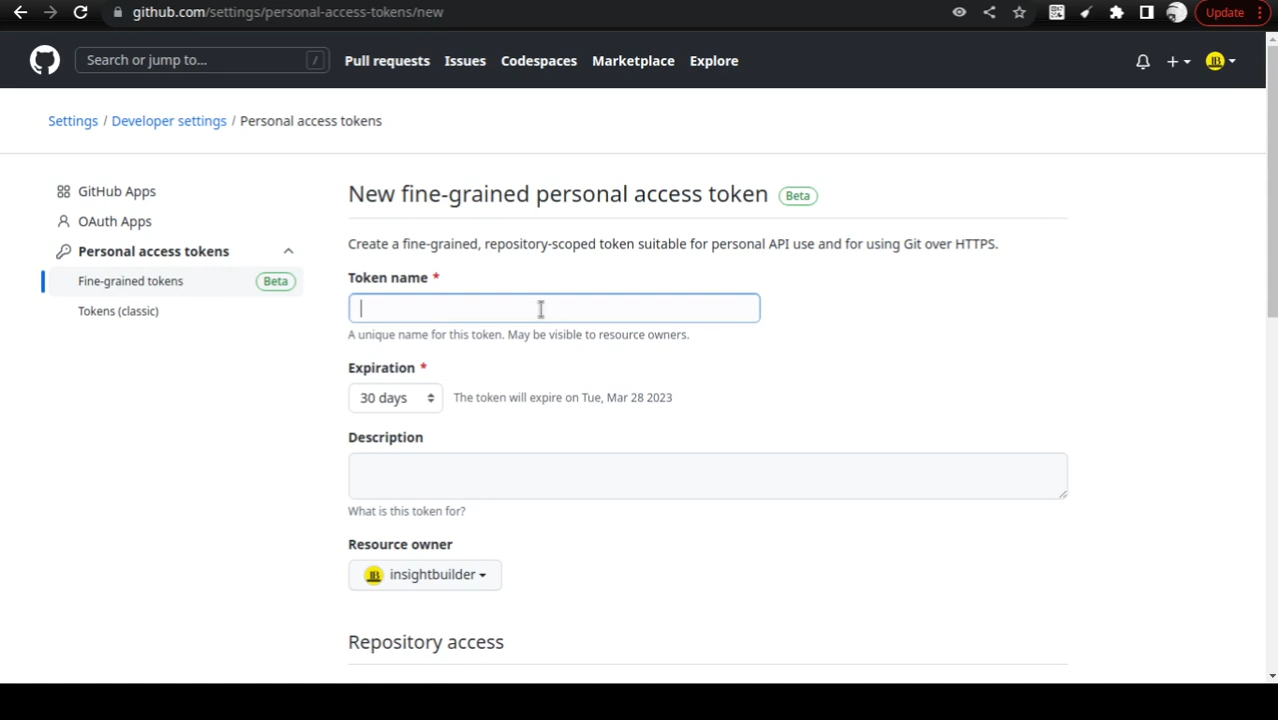 github.com/settings/personal-access-tokens/new
Update
Search or jump to...
/
Pull requests Issues Codespaces Marketplace Explore
Settings / Developer settings / Personal access tokens
GitHub Apps
OAuth Apps
Personal access tokens
Fine-grained tokens Beta
Tokens (classic)
New fine-grained personal access token Beta
Create a fine-grained, repository-scoped token suitable for personal API use and for using Git over HTTPS.
Token name *
A unique name for this token. May be visible to resource owners.
Expiration *
30 days The token will expire on Tue, Mar 28 2023
Description
What is this token for?
Resource owner
insightbuilder
Repository access